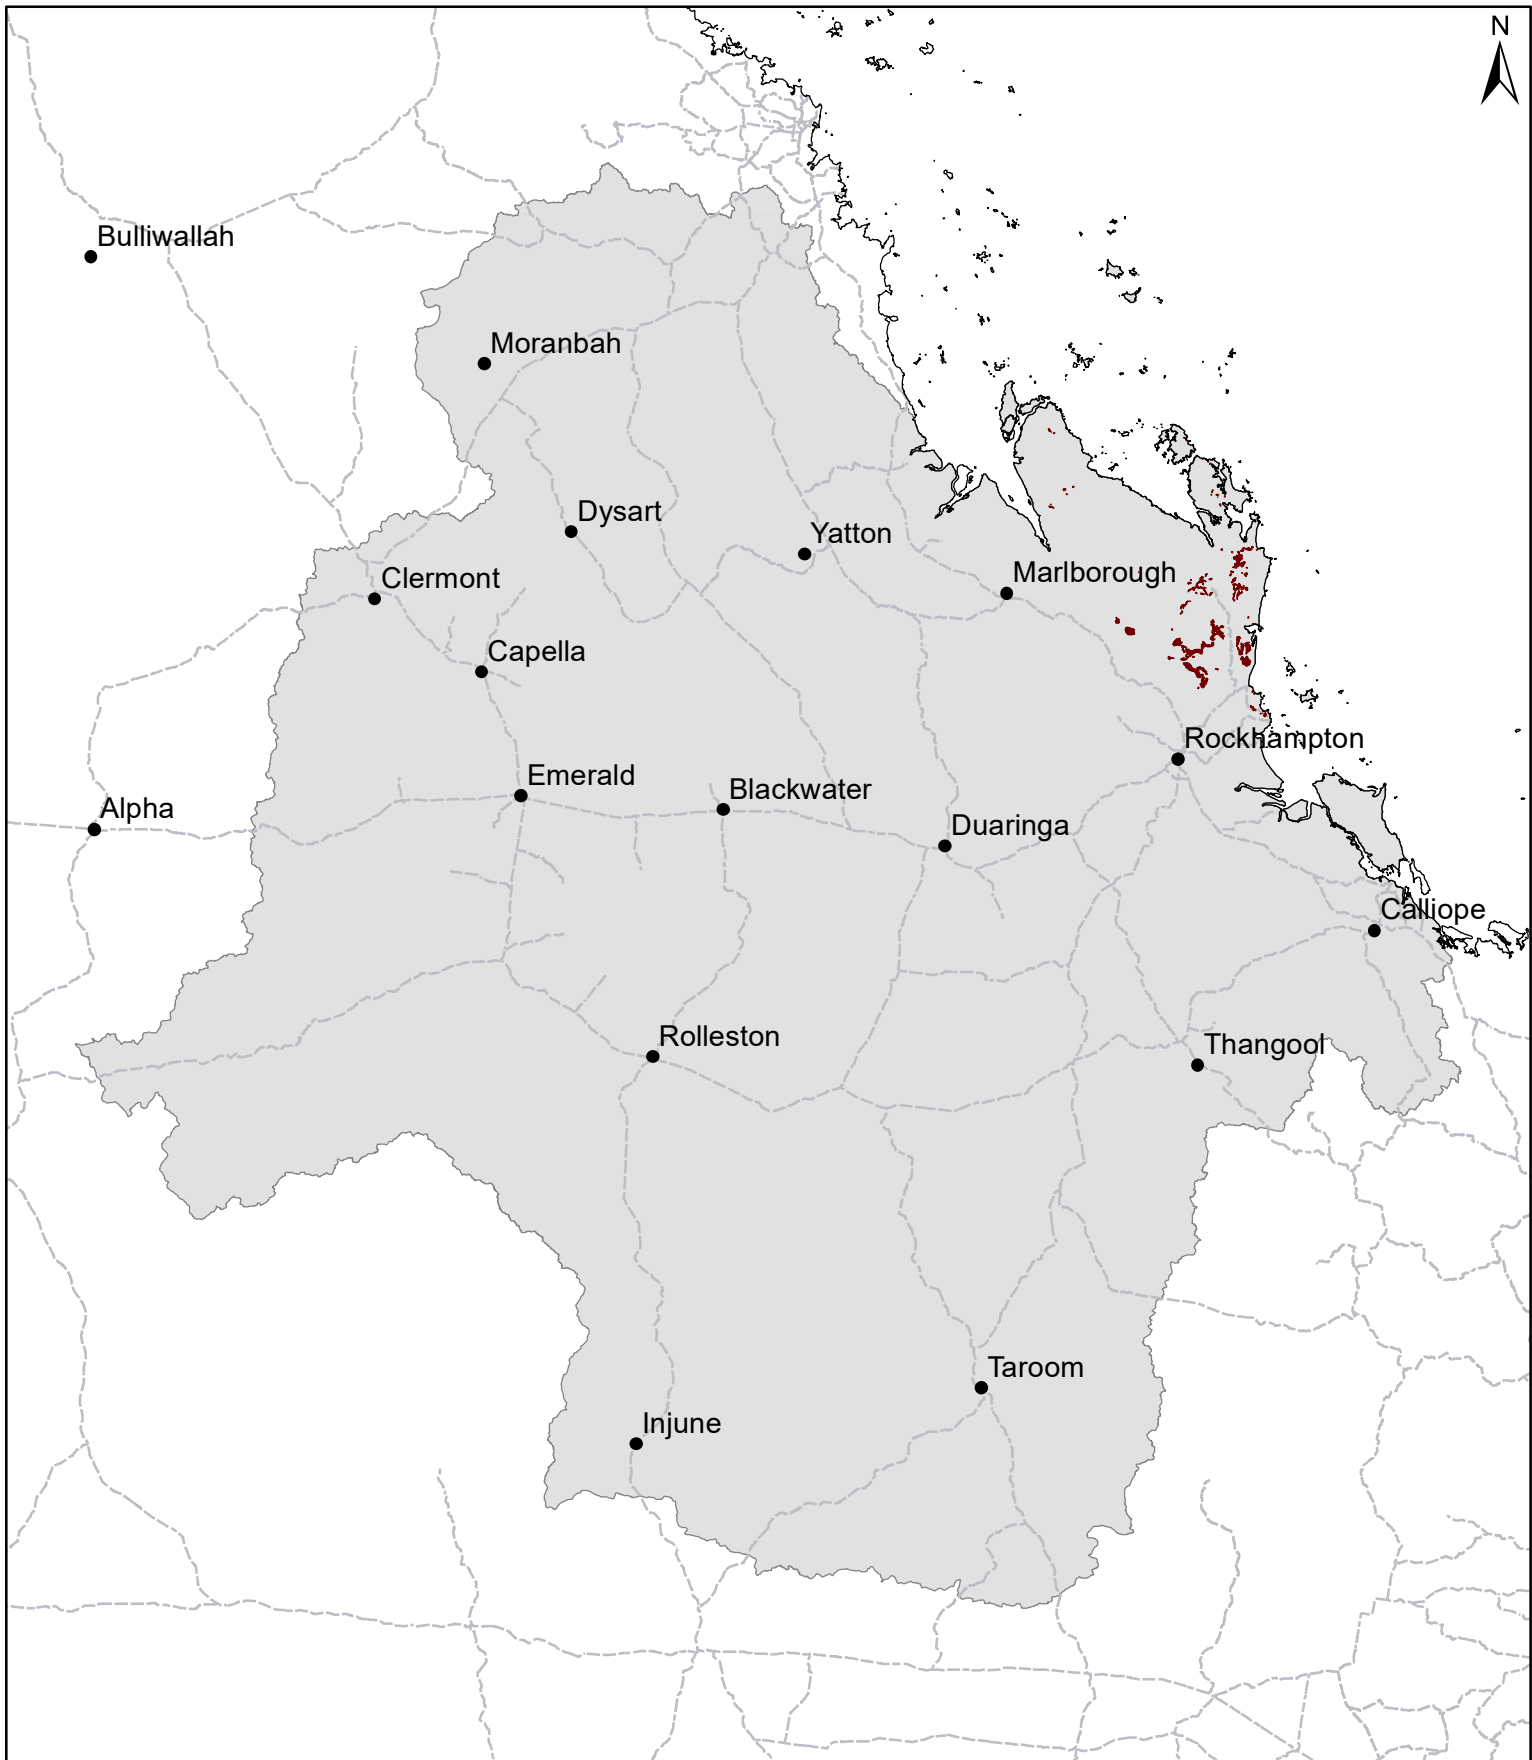 N
Bulliwallah
Moranbah
Dysart
Yatton
Clermont
Marlborough
Capella
Rockhampton
Emerald
Blackwater
Alpha
Duaringa
Calliope
Rolleston
Thangool
Taroom
Injune